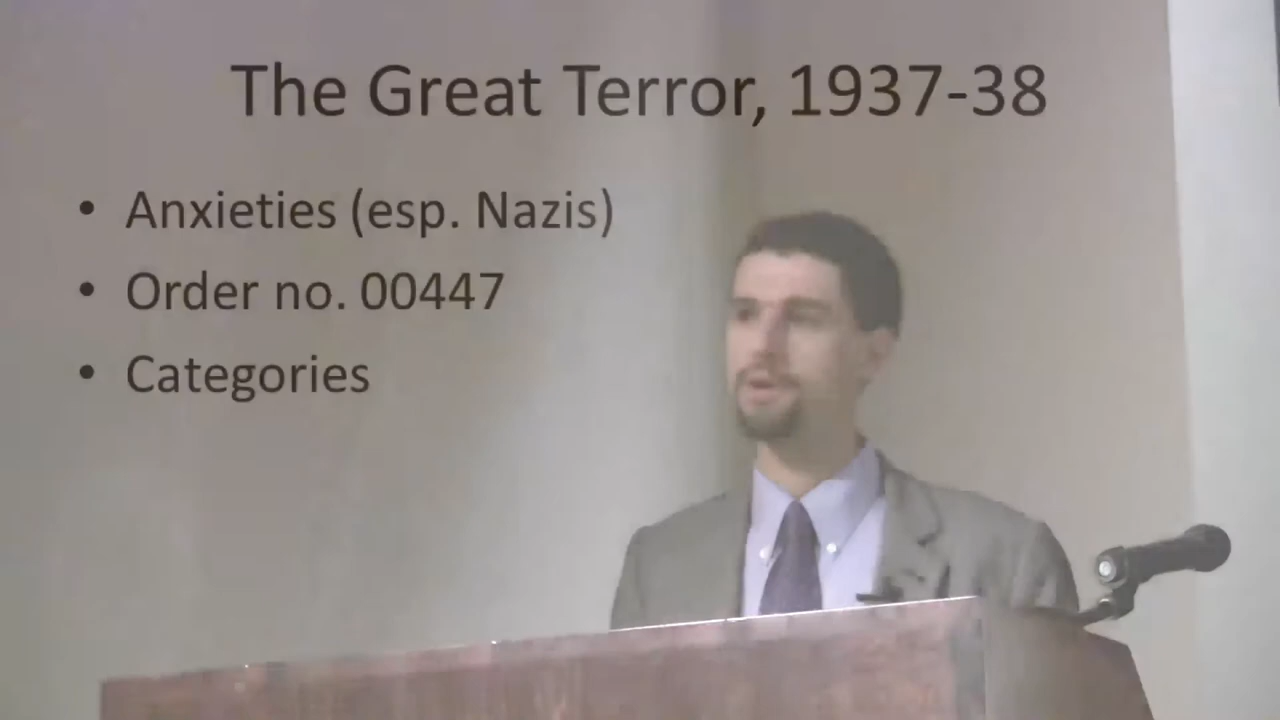 The Great Terror, 1937-38
• Anxieties (esp. Nazis)
• Order no. 00447
• Categories